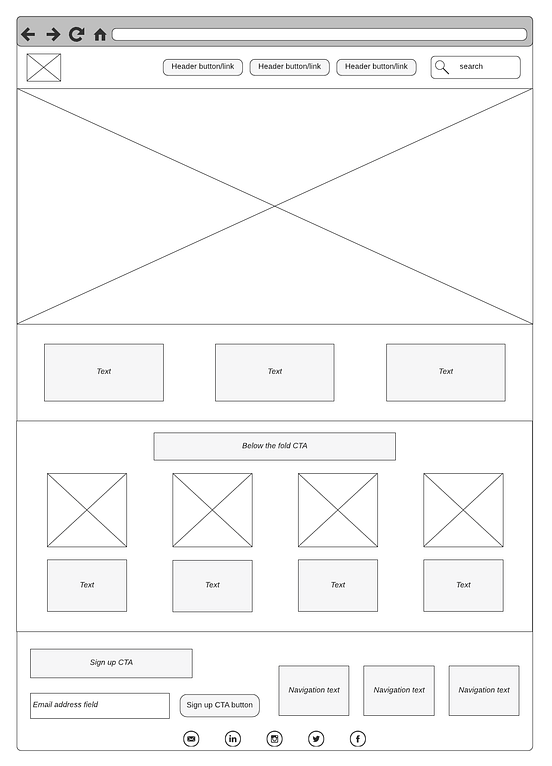 Header button/link
Header button/link
Header button/link
search
Text
Text
Text
Below the fold CTA
Text
Text
Text
Text
Sign up CTA
Email address field
Sign up CTA button
Navigation text
Navigation text
Navigation text
in
f